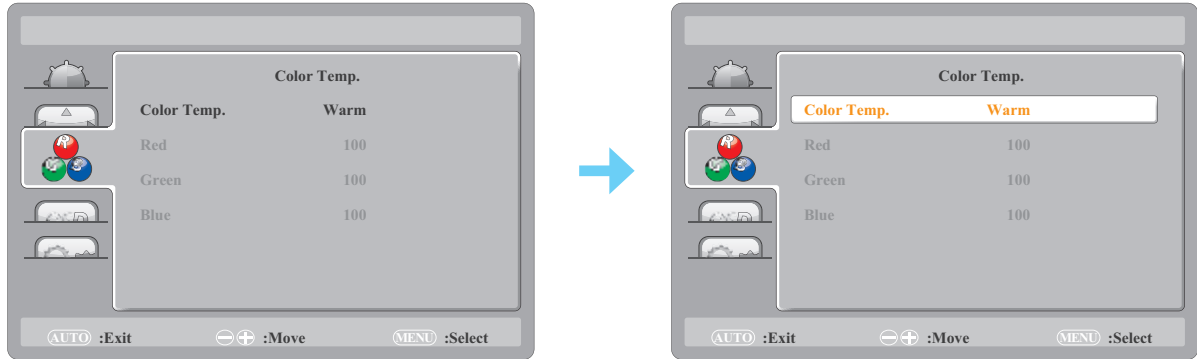 Color Temp.
Color Temp. Warm
Red 100
Green 100
Blue 100
AUTO :Exit :Move MENU :Select
Color Temp.
Color Temp. Warm
Red 100
Green 100
Blue 100
AUTO :Exit :Move MENU :Select